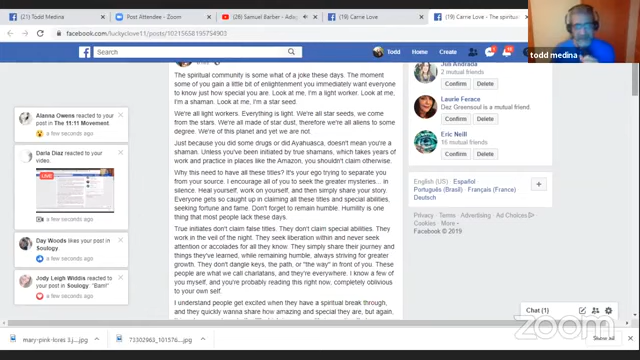 (21) Todd Medina
Post Attendee - Zoom
(28) Samuel Barber - Adag
(19) Carrie Love
(19) Carrie Love - The spiritu
facebook.com/luckylove11/posts/10215658195754903
Search
Todd
Home
Create
todd medina
The spiritual community is some what of a joke these days. The moment
some of you gain a little bit of enlightenment you immediately want everyone
to know just how special you are. Look at me, I'm a light worker. Look at me,
I'm a shaman. Look at me, I'm a star seed.
We're all light workers. Everything is light. We're all star seeds, we come
from the stars. We're all made of star dust, therefore we're all aliens to some
degree. We're of this planet and yet we are not.
Just because you did some drugs or did Ayahuasca, doesn't mean you're a
shaman. Unless you've been initiated by true shamans, which takes years of
work and practice in places like the Amazon, you shouldn't claim otherwise.
Why this need to have all these titles? It's your ego trying to separate you
from your source. I encourage all of you to seek the greater mysteries... in
silence. Heal yourself, work on yourself, and then simply share your story.
Everyone gets so caught up in claiming all these titles and special abilities,
seeking fortune and fame. Don't forget to remain humble. Humility is one
thing that most people lack these days.
True initiates don't claim false titles. They don't claim special abilities. They
work in the veil of the night. They seek liberation within and never seek
attention or accolades for all they know. They simply share their journey and
things they've learned, while remaining humble, always striving for greater
growth. They don't dangle keys, the path, or "the way" in front of you. These
people are what we call charlatans, and they're everywhere. I know a few of
you myself, and you're probably reading this right now, completely oblivious
to your own self.
I understand people get excited when they have a spiritual break through,
and they quickly wanna share how amazing and special they are, but again,
Alanna Owens reacted to your
post in The 11:11 Movement
a few seconds ago
Darla Diaz reacted to your
video.
LIVE
a few seconds ago
Day Woods likes your post in
Soulogy.
a few seconds ago
Jody Leigh Widdis reacted to
your post in Soulogy: "Bam!"
a few seconds ago
Juli Andrada
2 mutual friends
Confirm
Delete
Laurie Ferace
Dez Greensoul is a mutual friend.
Confirm
Delete
Eric Neill
16 mutual friends
Confirm
Delete
English (US) · Español ·
Português (Brasil) · Français (France) ·
Deutsch
Privacy · Terms · Advertising · Ad Choices ·
Cookies · More
Facebook © 2019
Chat (1)
zoom
mary-pink-lores 3.j....jpg
73302963_101576....jpg
Show all